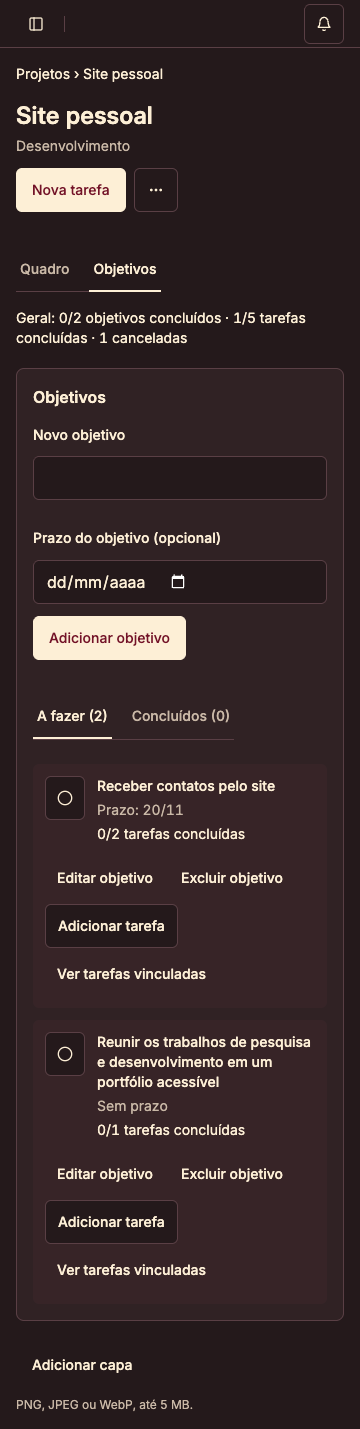 Projetos › Site pessoal
Site pessoal
Desenvolvimento
Nova tarefa
Quadro Objetivos
Geral: 0/2 objetivos concluídos · 1/5 tarefas
concluídas · 1 canceladas
Objetivos
Novo objetivo
Prazo do objetivo (opcional)
dd/mm/aaaa
Adicionar objetivo
A fazer (2) Concluídos (0)
Receber contatos pelo site
Prazo: 20/11
0/2 tarefas concluídas
Editar objetivo Excluir objetivo
Adicionar tarefa
Ver tarefas vinculadas
Reunir os trabalhos de pesquisa
e desenvolvimento em um
portfólio acessível
Sem prazo
0/1 tarefas concluídas
Editar objetivo Excluir objetivo
Adicionar tarefa
Ver tarefas vinculadas
Adicionar capa
PNG, JPEG ou WebP, até 5 MB.